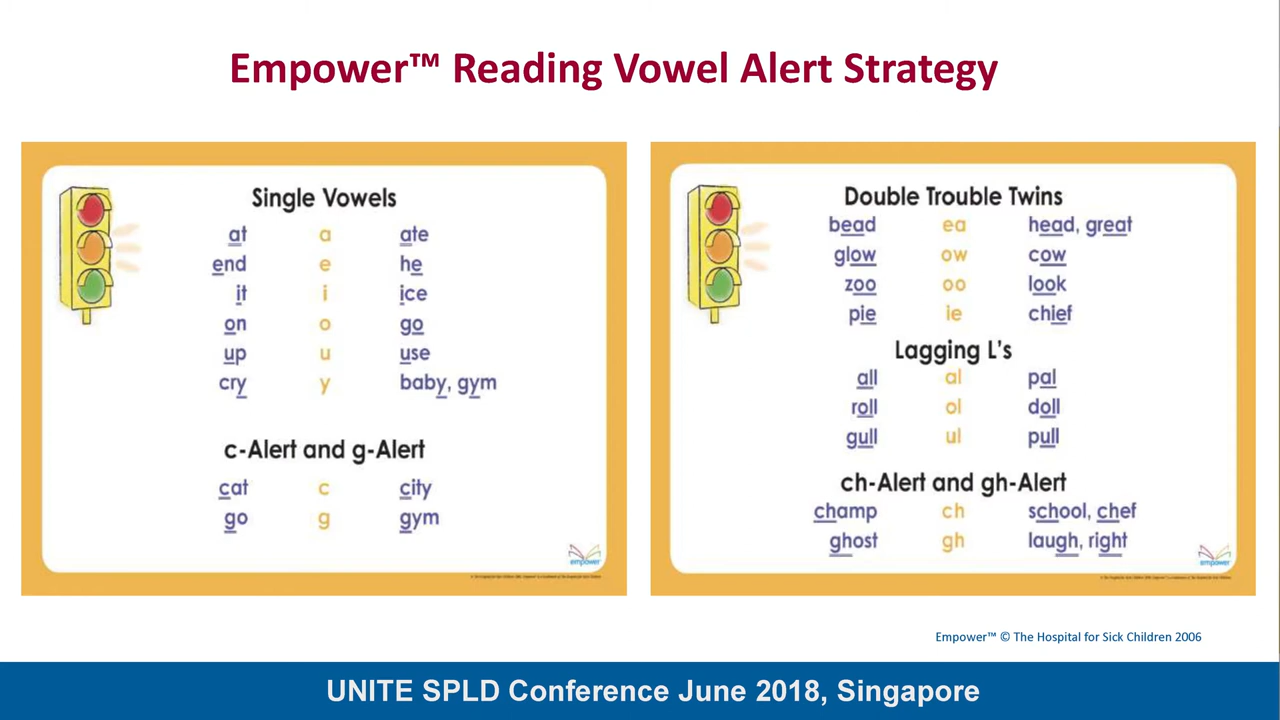 Empower™ Reading Vowel Alert Strategy
Single Vowels
at a ate
end e he
it i ice
on o go
up u use
cry y baby, gym
c-Alert and g-Alert
cat c city
go g gym
empower
Double Trouble Twins
bead ea head, great
glow ow cow
zoo oo look
pie ie chief
Lagging L's
all al pal
roll ol doll
gull ul pull
ch-Alert and gh-Alert
champ ch school, chef
ghost gh laugh, right
empower
Empower™ © The Hospital for Sick Children 2006
UNITE SPLD Conference June 2018, Singapore